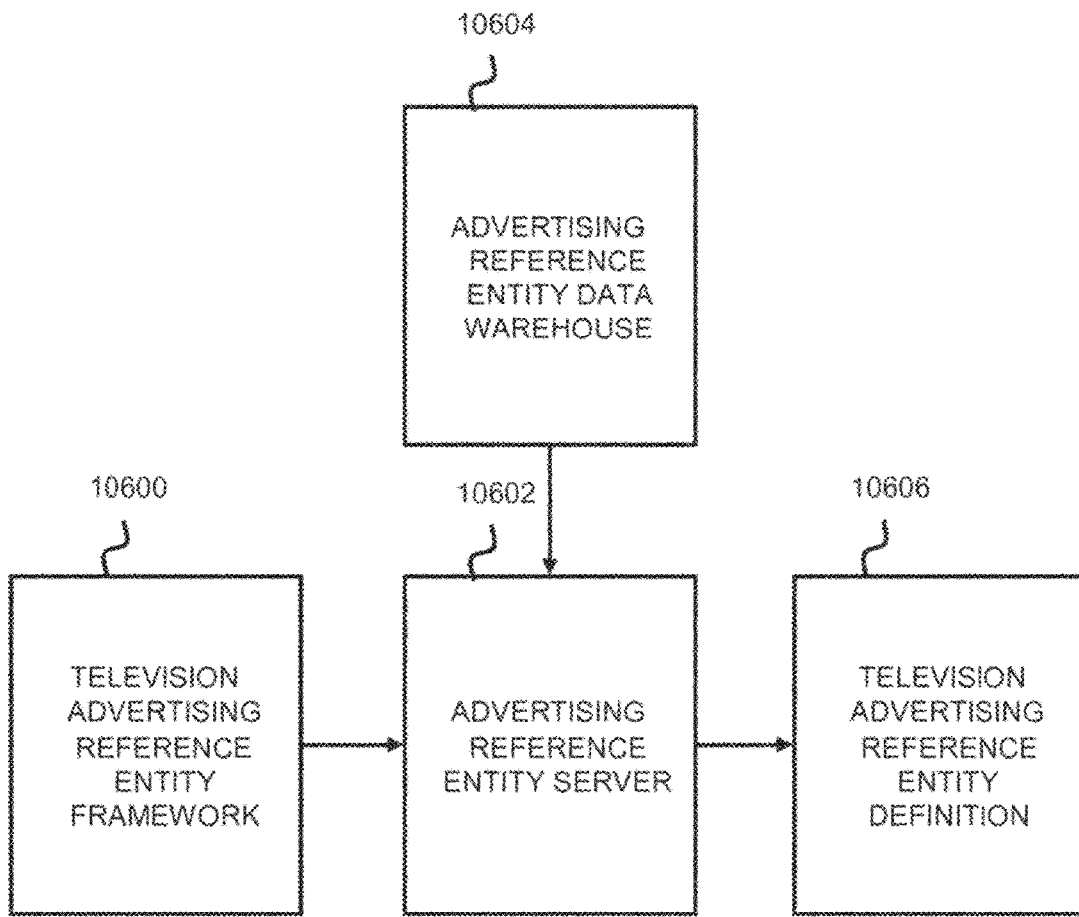 10604
ADVERTISING
REFERENCE
ENTITY DATA
WAREHOUSE
10600
10602
10606
TELEVISION
ADVERTISING
REFERENCE
ENTITY
FRAMEWORK
ADVERTISING
REFERENCE
ENTITY SERVER
TELEVISION
ADVERTISING
REFERENCE
ENTITY
DEFINITION